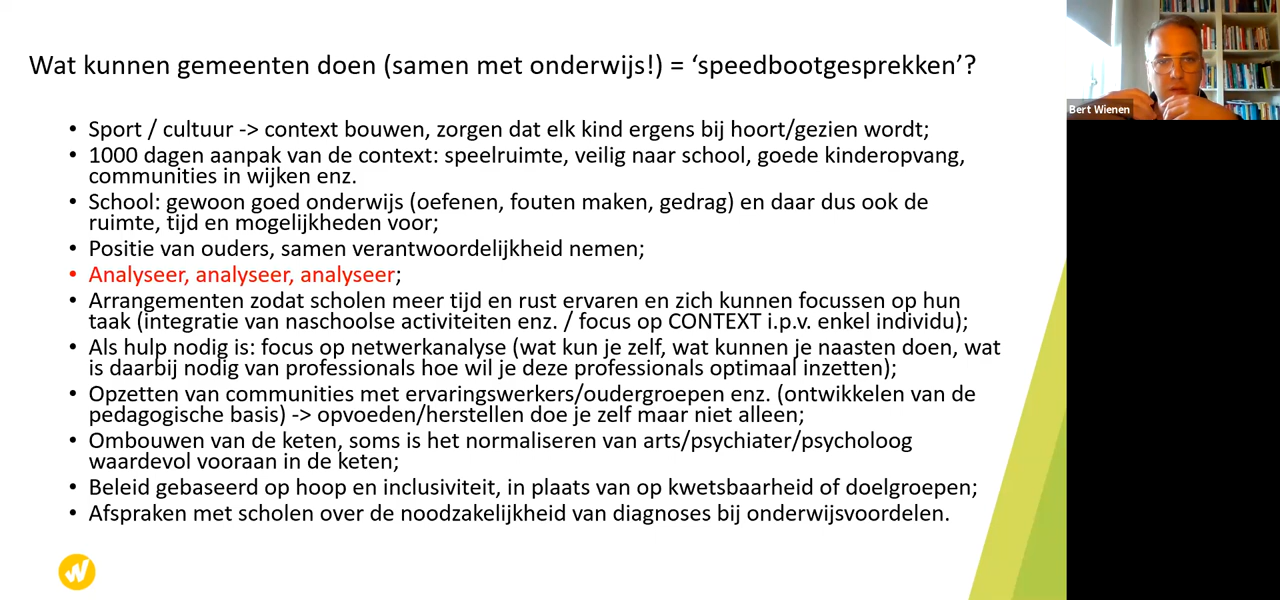 Wat kunnen gemeenten doen (samen met onderwijs!) = ‘speedbootgesprekken’?
Bert Wienen
• Sport / cultuur -> context bouwen, zorgen dat elk kind ergens bij hoort/gezien wordt;
• 1000 dagen aanpak van de context: speelruimte, veilig naar school, goede kinderopvang,
communities in wijken enz.
• School: gewoon goed onderwijs (oefenen, fouten maken, gedrag) en daar dus ook de
ruimte, tijd en mogelijkheden voor;
• Positie van ouders, samen verantwoordelijkheid nemen;
• Analyseer, analyseer, analyseer;
• Arrangementen zodat scholen meer tijd en rust ervaren en zich kunnen focussen op hun
taak (integratie van naschoolse activiteiten enz. / focus op CONTEXT i.p.v. enkel individu);
• Als hulp nodig is: focus op netwerkanalyse (wat kun je zelf, wat kunnen je naasten doen, wat
is daarbij nodig van professionals hoe wil je deze professionals optimaal inzetten);
• Opzetten van communities met ervaringswerkers/oudergroepen enz. (ontwikkelen van de
pedagogische basis) -> opvoeden/herstellen doe je zelf maar niet alleen;
• Ombouwen van de keten, soms is het normaliseren van arts/psychiater/psycholoog
waardevol vooraan in de keten;
• Beleid gebaseerd op hoop en inclusiviteit, in plaats van op kwetsbaarheid of doelgroepen;
• Afspraken met scholen over de noodzakelijkheid van diagnoses bij onderwijsvoordelen.